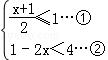 { (x+1)/2 ≤ 1 … ①
1 − 2x < 4 … ②